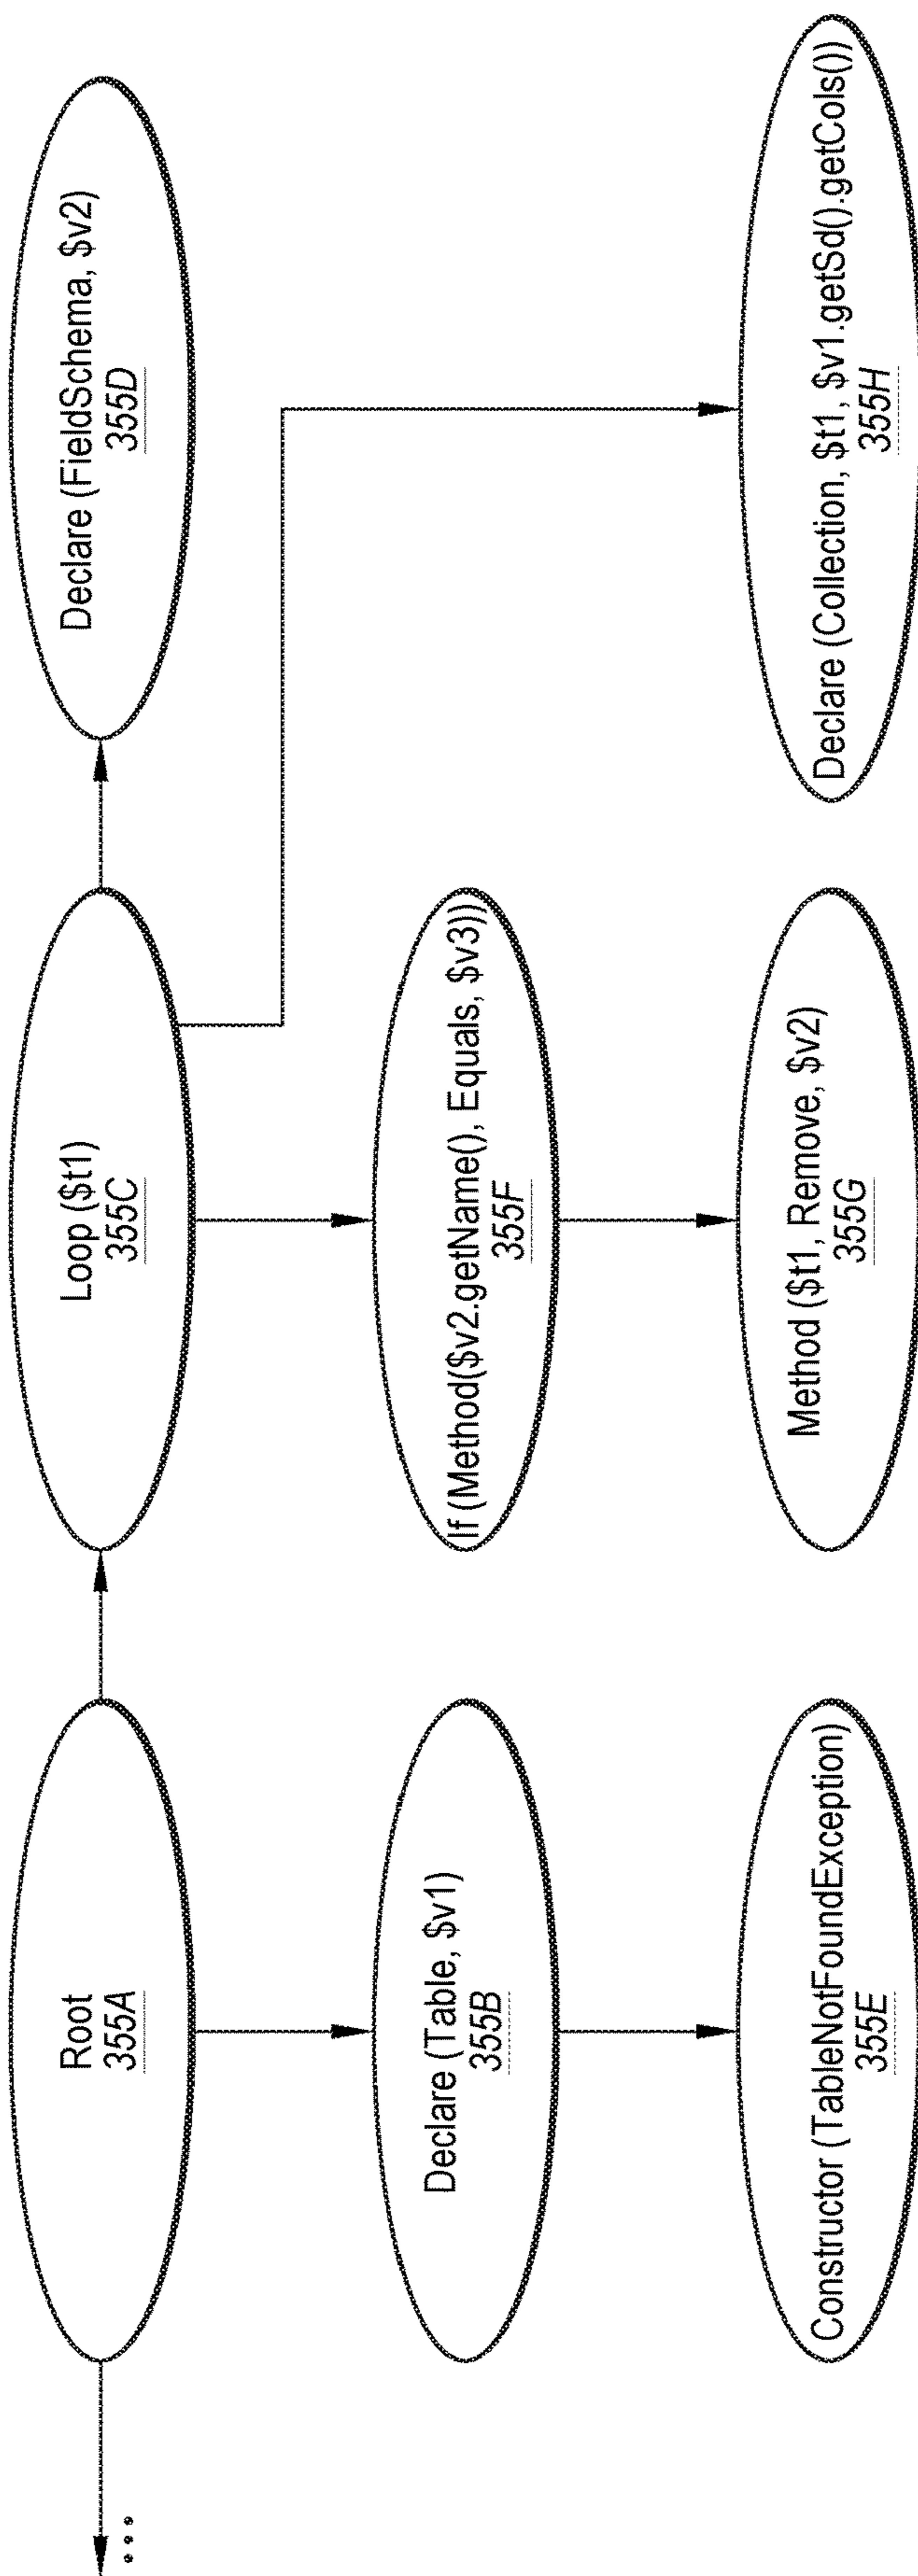 ...
Root
355A
Loop ($t1)
355C
Declare (FieldSchema, $v2)
355D
Declare (Table, $v1)
355B
If (Method($v2.getName(), Equals, $v3))
355F
Constructor (TableNotFoundException)
355E
Method ($t1, Remove, $v2)
355G
Declare (Collection, $t1, $v1.getSd().getCols())
355H